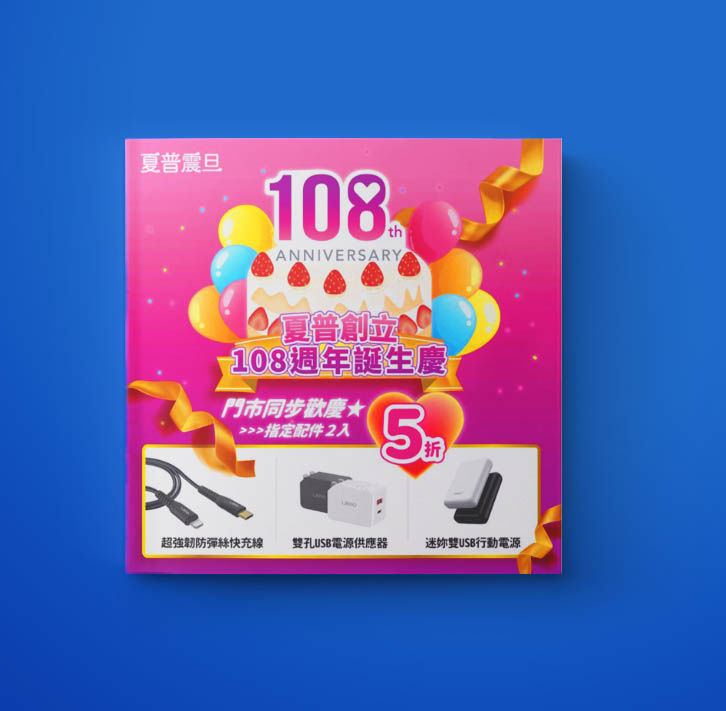 夏普震旦
108th
ANNIVERSARY
夏普創立
108週年誕生慶
門市同步歡慶★
>>>指定配件2入
5折
超強韌防彈絲快充線
雙孔USB電源供應器
迷妳雙USB行動電源